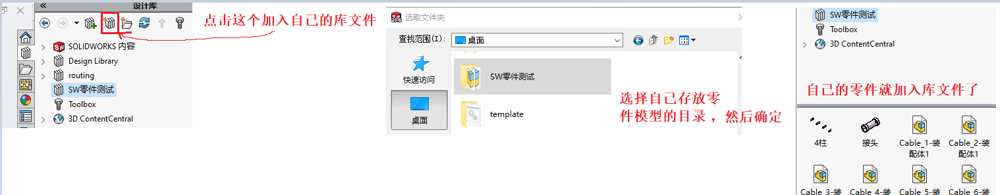 设计库
点击这个加入自己的库文件
SOLIDWORKS 内容
Design Library
routing
SW零件测试
Toolbox
3D ContentCentral
选取文件夹
查找范围(I):
桌面
快速访问
桌面
SW零件测试
template
选择自己存放零
件模型的目录，然后确定
SW零件测试
Toolbox
3D ContentCentral
自己的零件就加入库文件了
4柱
接头
Cable_1-装
配体1
Cable_2-装
配体1
Cable_3-装
Cable_4-装
Cable_5-装
Cable_6-装